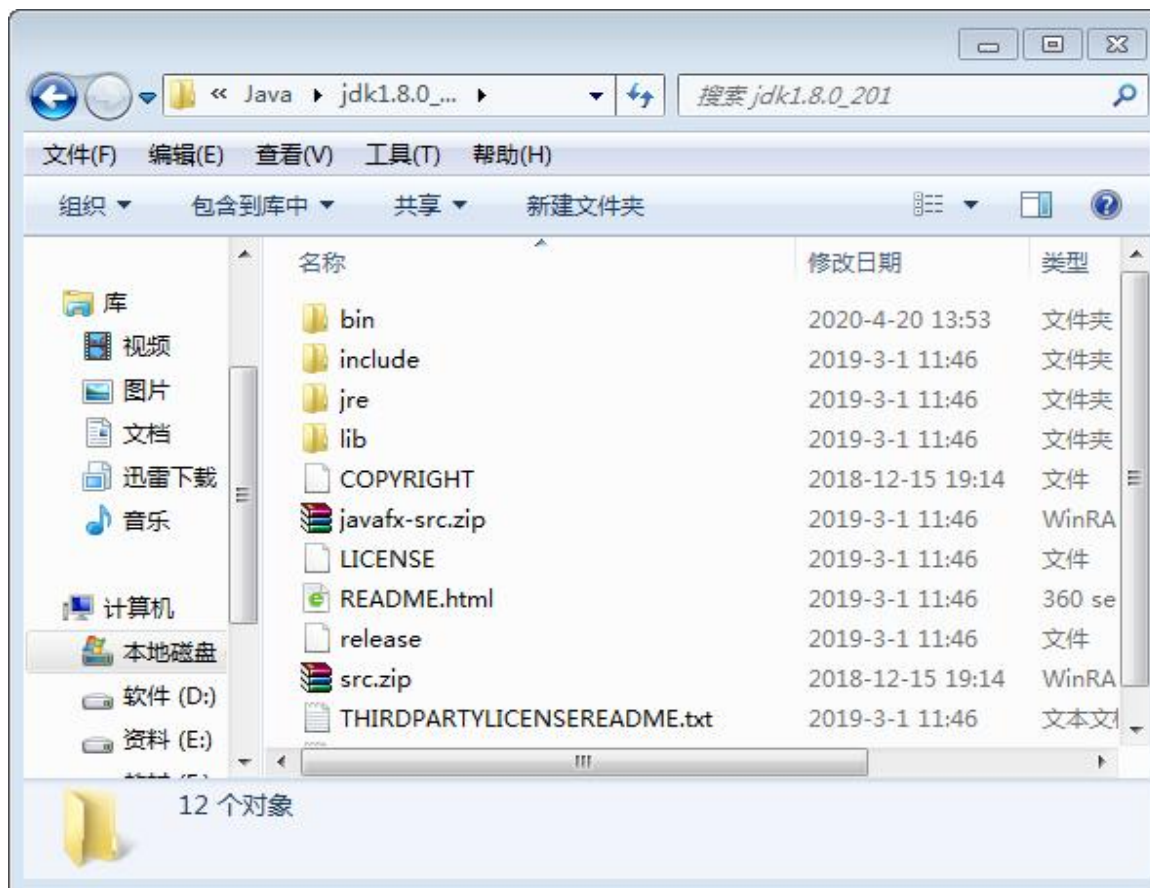 « Java ▸ jdk1.8.0_... ▸
搜索 jdk1.8.0_201
文件(F) 编辑(E) 查看(V) 工具(T) 帮助(H)
组织 包含到库中 共享 新建文件夹
名称 修改日期 类型
库
视频
图片
文档
迅雷下载
音乐
计算机
本地磁盘
软件 (D:)
资料 (E:)
bin 2020-4-20 13:53 文件夹
include 2019-3-1 11:46 文件夹
jre 2019-3-1 11:46 文件夹
lib 2019-3-1 11:46 文件夹
COPYRIGHT 2018-12-15 19:14 文件
javafx-src.zip 2019-3-1 11:46 WinRA
LICENSE 2019-3-1 11:46 文件
README.html 2019-3-1 11:46 360 se
release 2019-3-1 11:46 文件
src.zip 2018-12-15 19:14 WinRA
THIRDPARTYLICENSEREADME.txt 2019-3-1 11:46 文本文
12 个对象